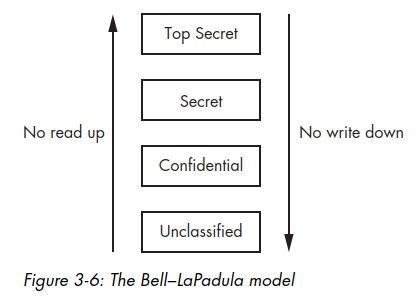 Top Secret
Secret
No read up
No write down
Confidential
Unclassified
Figure 3-6: The Bell–LaPadula model